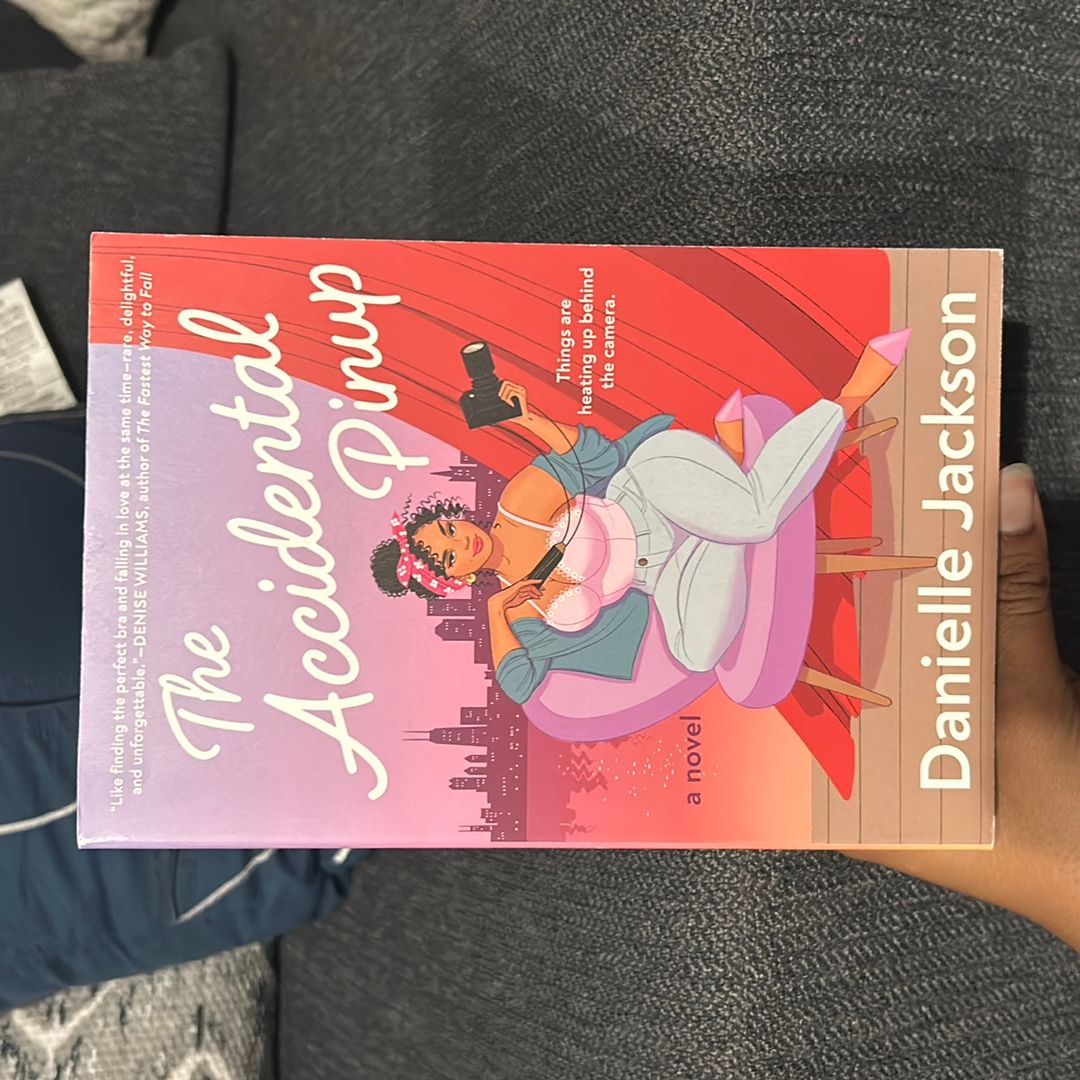 "Like finding the perfect bra and falling in love at the same time—rare, delightful,
and unforgettable."—DENISE WILLIAMS, author of The Fastest Way to Fall
The
Accidental
Pinup
Things are
heating up behind
the camera.
a novel
Danielle Jackson